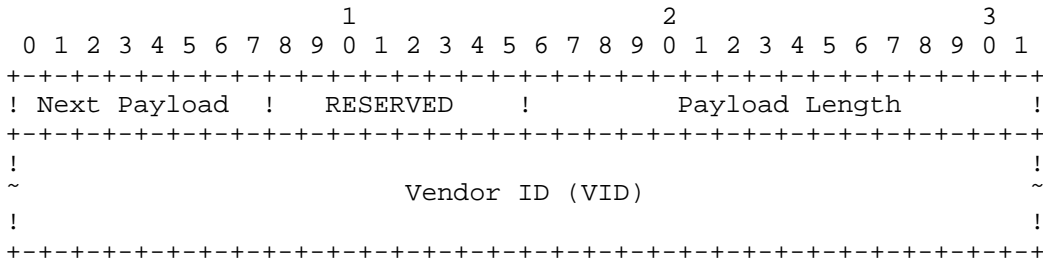 1                   2                   3
 0 1 2 3 4 5 6 7 8 9 0 1 2 3 4 5 6 7 8 9 0 1 2 3 4 5 6 7 8 9 0 1
+-+-+-+-+-+-+-+-+-+-+-+-+-+-+-+-+-+-+-+-+-+-+-+-+-+-+-+-+-+-+-+-+
! Next Payload  !   RESERVED    !         Payload Length        !
+-+-+-+-+-+-+-+-+-+-+-+-+-+-+-+-+-+-+-+-+-+-+-+-+-+-+-+-+-+-+-+-+
!                                                               !
~                        Vendor ID (VID)                        ~
!                                                               !
+-+-+-+-+-+-+-+-+-+-+-+-+-+-+-+-+-+-+-+-+-+-+-+-+-+-+-+-+-+-+-+-+